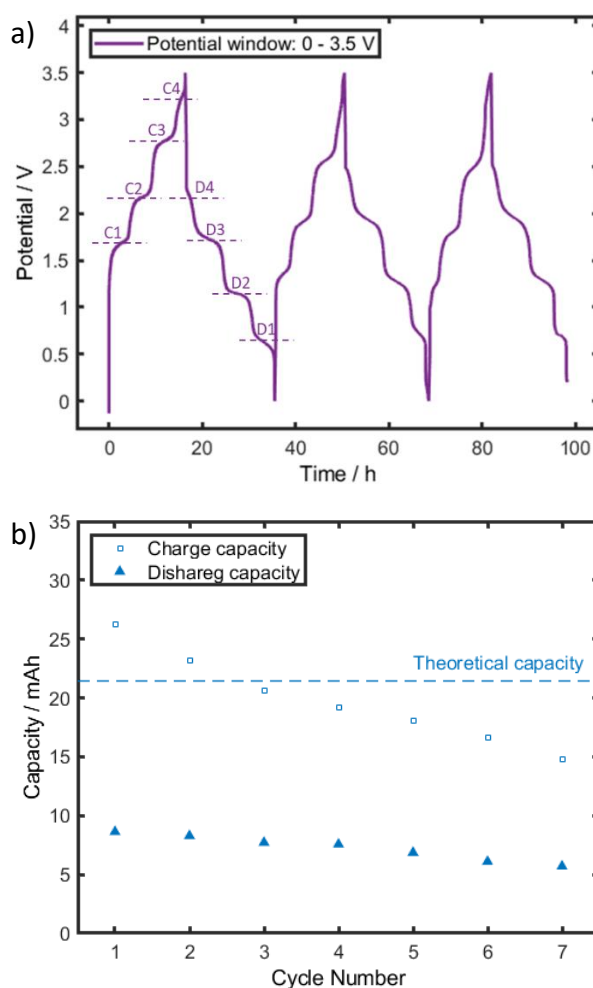 a)
Potential window: 0 - 3.5 V
4
3.5
3
2.5
2
1.5
1
0.5
0
Potential / V
C4
C3
C2
C1
D4
D3
D2
D1
0
20
40
60
80
100
Time / h
b)
Charge capacity
Dishareg capacity
Theoretical capacity
35
30
25
20
15
10
5
0
Capacity / mAh
1
2
3
4
5
6
7
Cycle Number